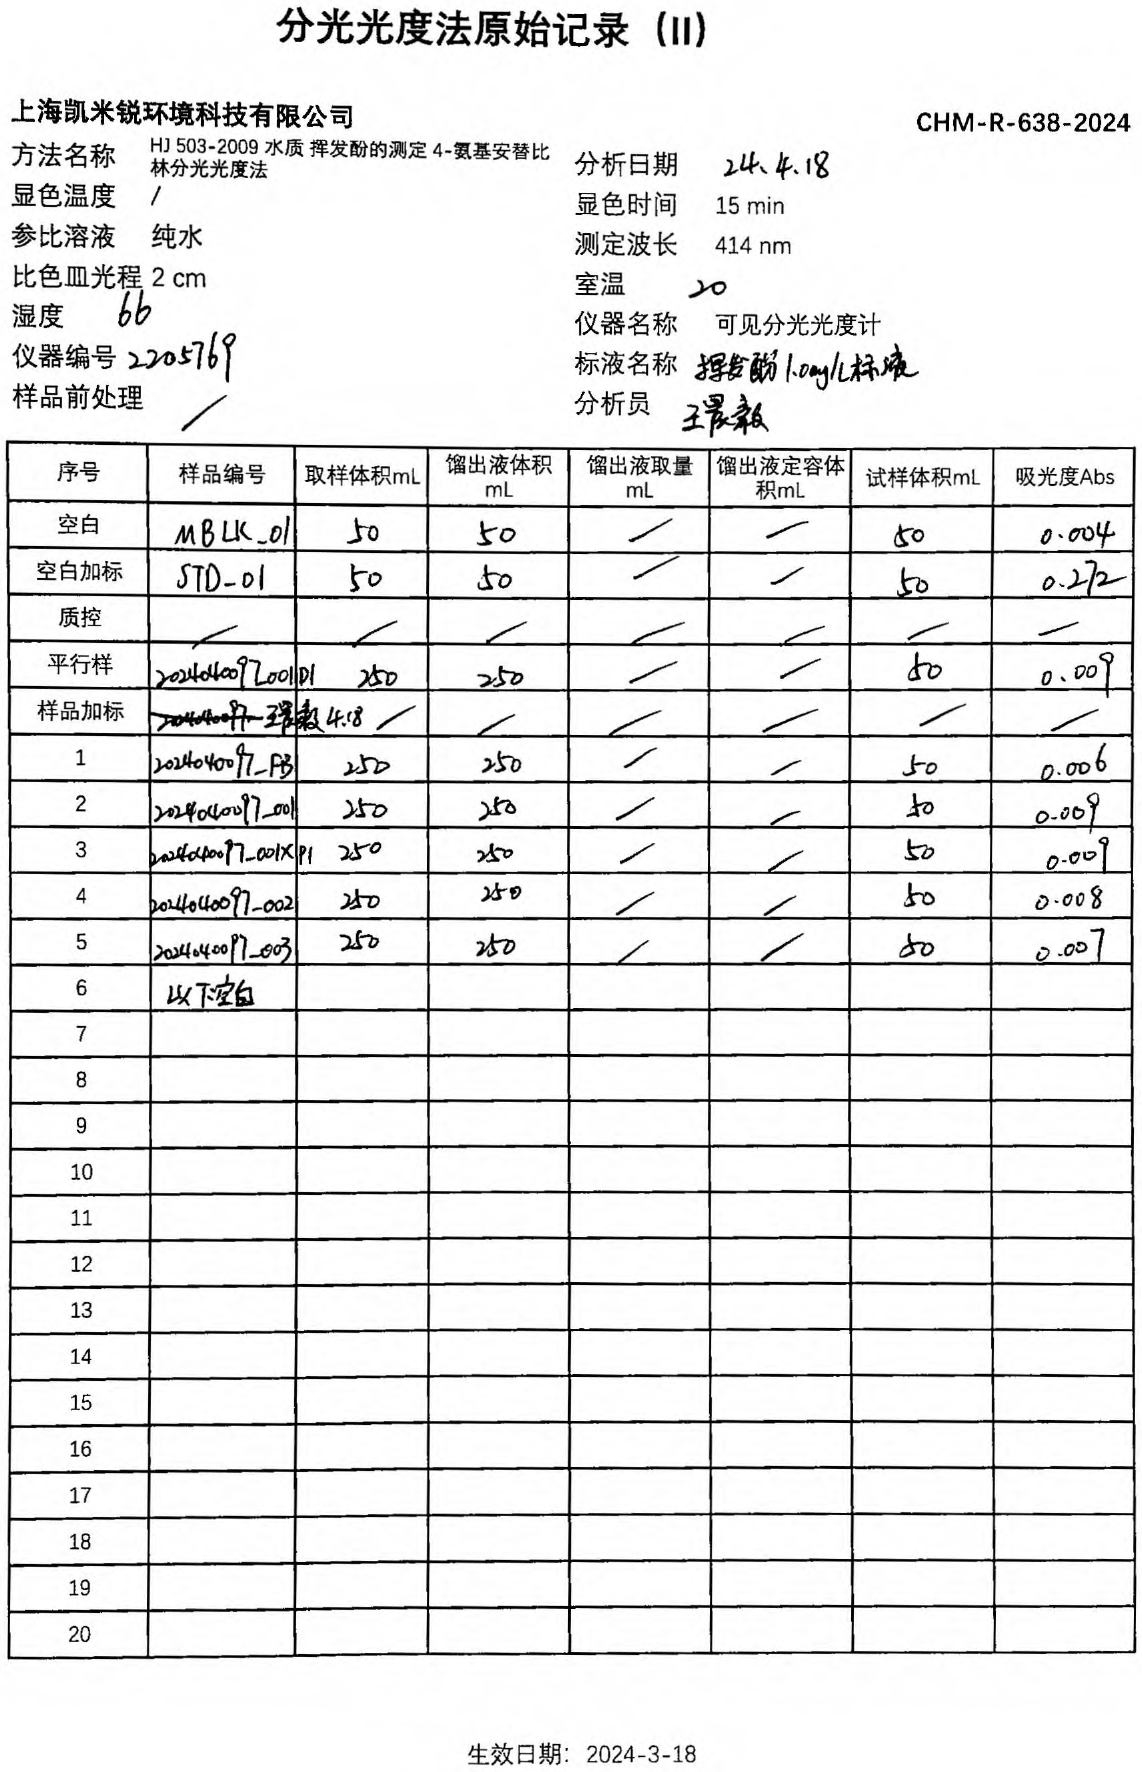 分光光度法原始记录 (II)
上海凯米锐环境科技有限公司
CHM-R-638-2024
方法名称 HJ 503-2009 水质 挥发酚的测定 4-氨基安替比
林分光光度法
分析日期 24.4.18
显色温度 /
显色时间 15 min
参比溶液 纯水
测定波长 414 nm
比色皿光程 2 cm
室温 20
湿度 66
仪器名称 可见分光光度计
仪器编号 2205769
标液名称 挥发酚1.0mg/L标液
样品前处理 /
分析员 王晨毅
序号 样品编号 取样体积mL 馏出液体积mL 馏出液取量mL 馏出液定容体积mL 试样体积mL 吸光度Abs
空白 MBLK_01 50 50 / / 50 0.004
空白加标 STD-01 50 50 / / 50 0.272
质控 / / / / / / /
平行样 2024040097_001D1 250 250 / / 50 0.009
样品加标 2024040097 王晨毅 4.18 / / / / / /
1 2024040097_FB 250 250 / / 50 0.006
2 2024040097_001 250 250 / / 50 0.009
3 2024040097_001XP1 250 250 / / 50 0.009
4 2024040097_002 250 250 / / 50 0.008
5 2024040097_003 250 250 / / 50 0.007
6 以下空白
7
8
9
10
11
12
13
14
15
16
17
18
19
20
生效日期：2024-3-18